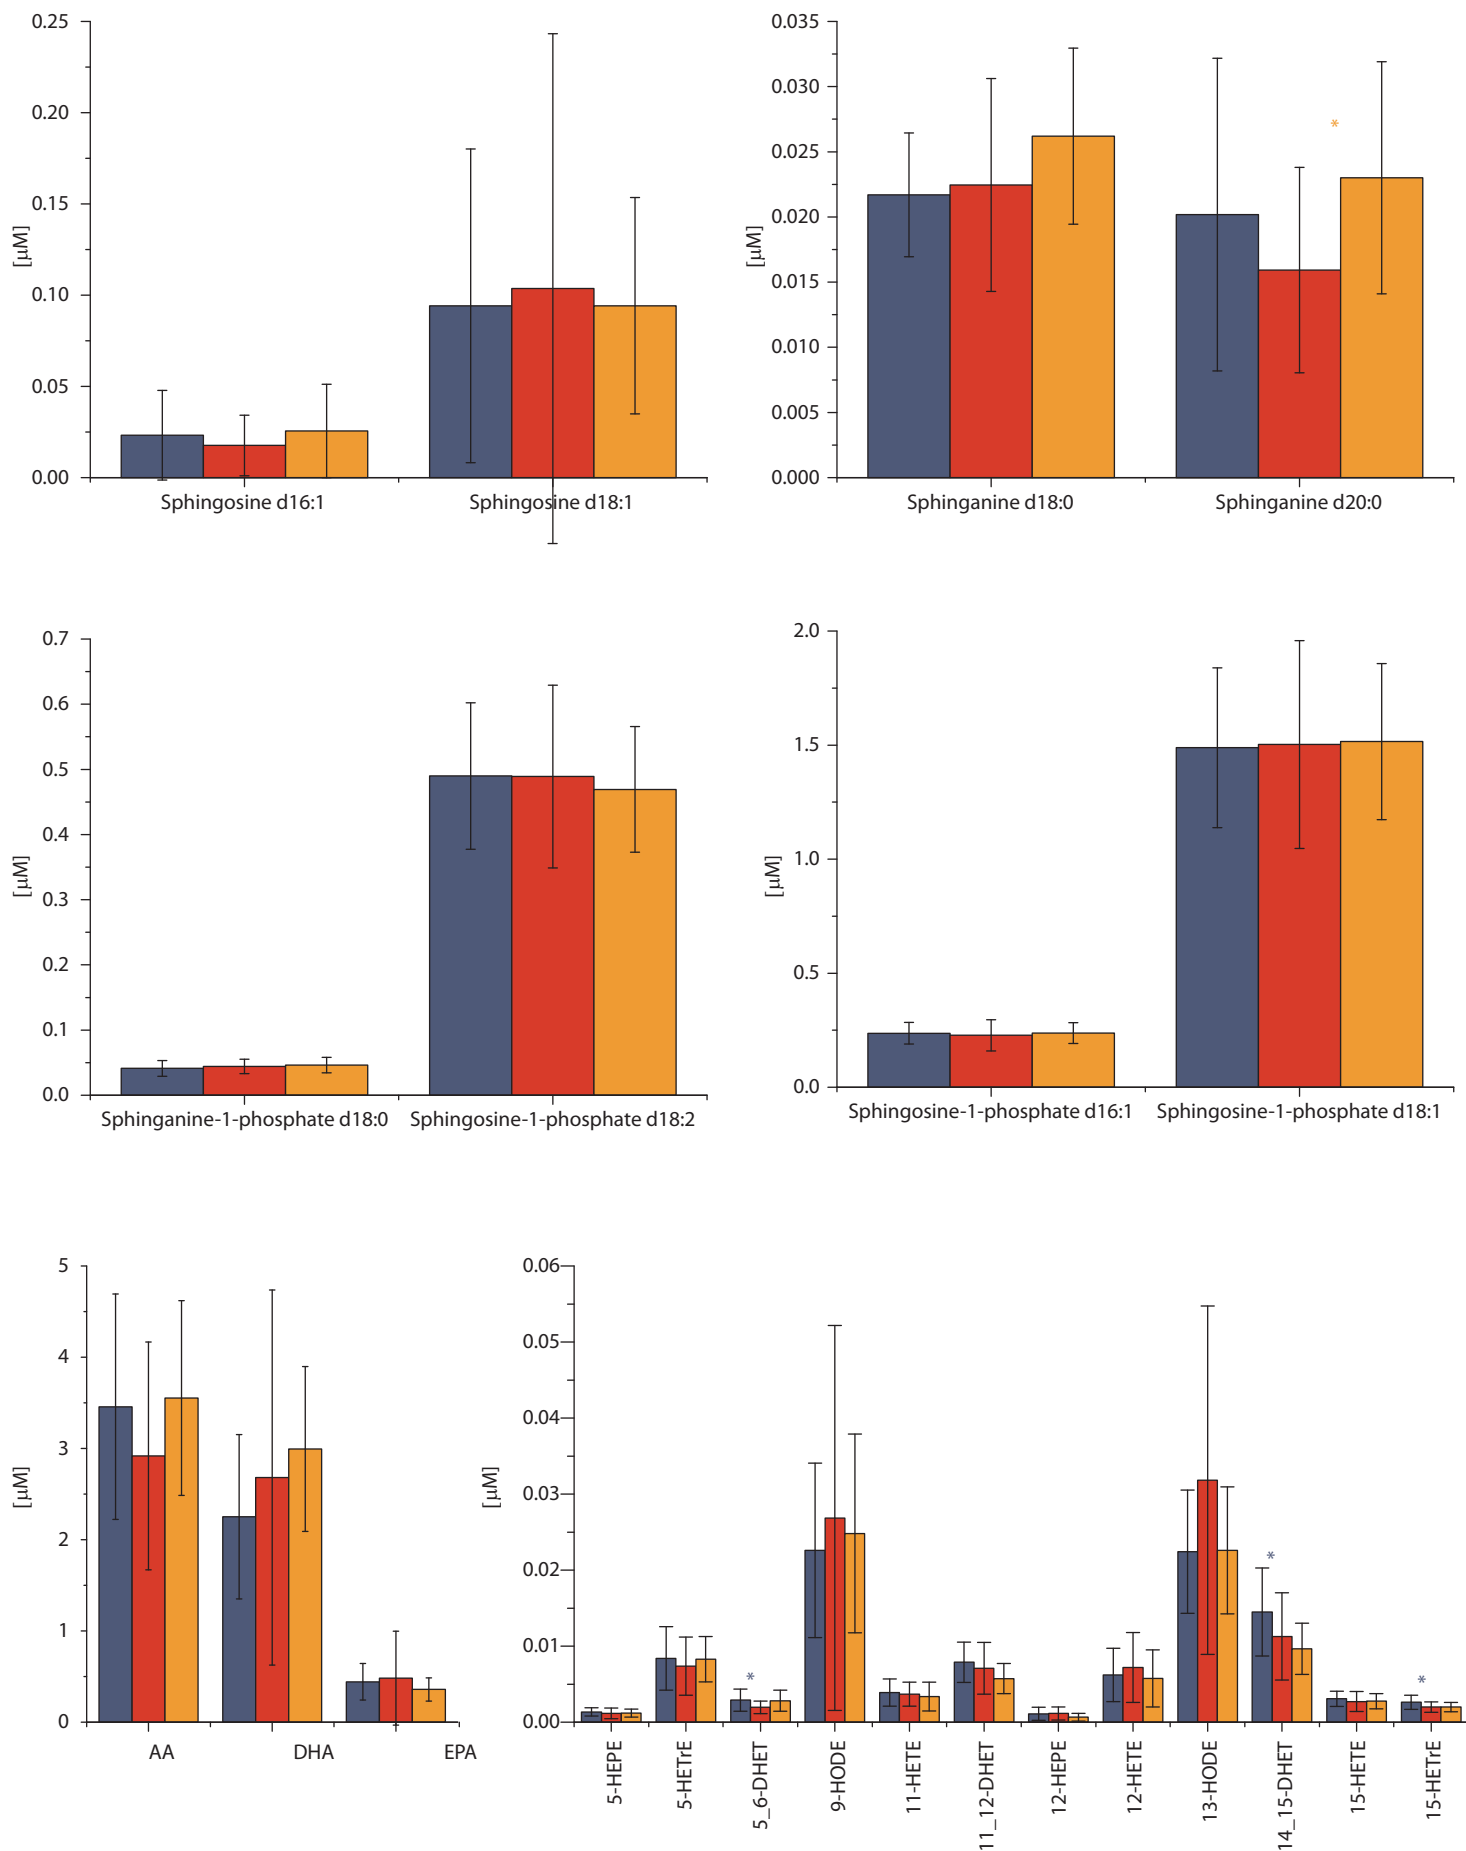 0.25
0.20
0.15
0.10
0.05
0.00
[μM]
Sphingosine d16:1
Sphingosine d18:1
0.035
0.030
0.025
0.020
0.015
0.010
0.005
0.000
[μM]
*
Sphinganine d18:0
Sphinganine d20:0
0.7
0.6
0.5
0.4
0.3
0.2
0.1
0.0
[μM]
Sphinganine-1-phosphate d18:0
Sphingosine-1-phosphate d18:2
2.0
1.5
1.0
0.5
0.0
[μM]
Sphingosine-1-phosphate d16:1
Sphingosine-1-phosphate d18:1
5
4
3
2
1
0
[μM]
AA
DHA
EPA
0.06
0.05
0.04
0.03
0.02
0.01
0.00
[μM]
*
*
*
5-HEPE
5-HETrE
5_6-DHET
9-HODE
11-HETE
11_12-DHET
12-HEPE
12-HETE
13-HODE
14_15-DHET
15-HETE
15-HETrE